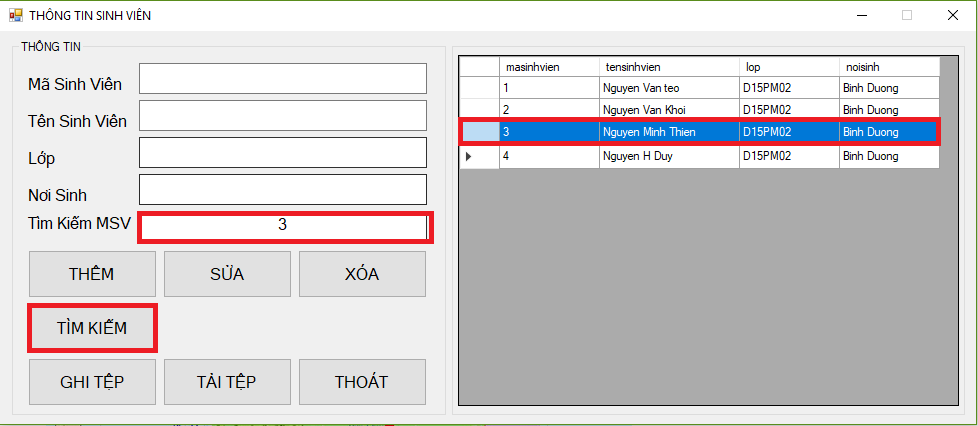 THÔNG TIN SINH VIÊN
THÔNG TIN
Mã Sinh Viên
Tên Sinh Viên
Lớp
Nơi Sinh
Tìm Kiếm MSV 3
THÊM SỬA XÓA
TÌM KIẾM
GHI TỆP TẢI TỆP THOÁT
masinhvien tensinhvien lop noisinh
1 Nguyen Van teo D15PM02 Binh Duong
2 Nguyen Van Khoi D15PM02 Binh Duong
3 Nguyen Minh Thien D15PM02 Binh Duong
4 Nguyen H Duy D15PM02 Binh Duong